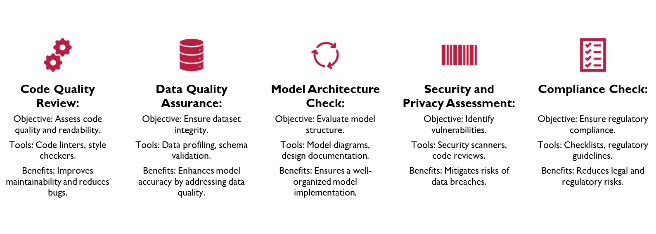 Code Quality
Review:
Objective: Assess code
quality and readability.
Tools: Code linters, style
checkers.
Benefits: Improves
maintainability and reduces
bugs.
Data Quality
Assurance:
Objective: Ensure dataset
integrity.
Tools: Data profiling, schema
validation.
Benefits: Enhances model
accuracy by addressing data
quality.
Model Architecture
Check:
Objective: Evaluate model
structure.
Tools: Model diagrams,
design documentation.
Benefits: Ensures a well-
organized model
implementation.
Security and
Privacy Assessment:
Objective: Identify
vulnerabilities.
Tools: Security scanners,
code reviews.
Benefits: Mitigates risks of
data breaches.
Compliance Check:
Objective: Ensure regulatory
compliance.
Tools: Checklists, regulatory
guidelines.
Benefits: Reduces legal and
regulatory risks.